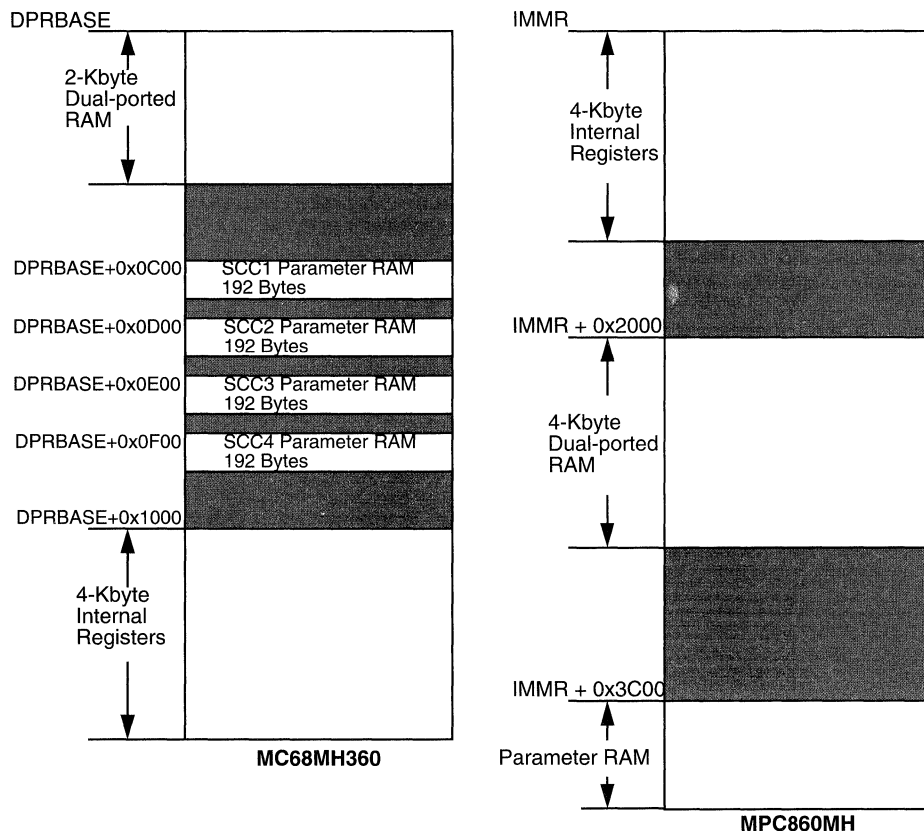 DPRBASE
2-Kbyte
Dual-ported
RAM
DPRBASE+0x0C00
SCC1 Parameter RAM
192 Bytes
DPRBASE+0x0D00
SCC2 Parameter RAM
192 Bytes
DPRBASE+0x0E00
SCC3 Parameter RAM
192 Bytes
DPRBASE+0x0F00
SCC4 Parameter RAM
192 Bytes
DPRBASE+0x1000
4-Kbyte
Internal
Registers
MC68MH360
IMMR
4-Kbyte
Internal
Registers
IMMR + 0x2000
4-Kbyte
Dual-ported
RAM
IMMR + 0x3C00
Parameter RAM
MPC860MH